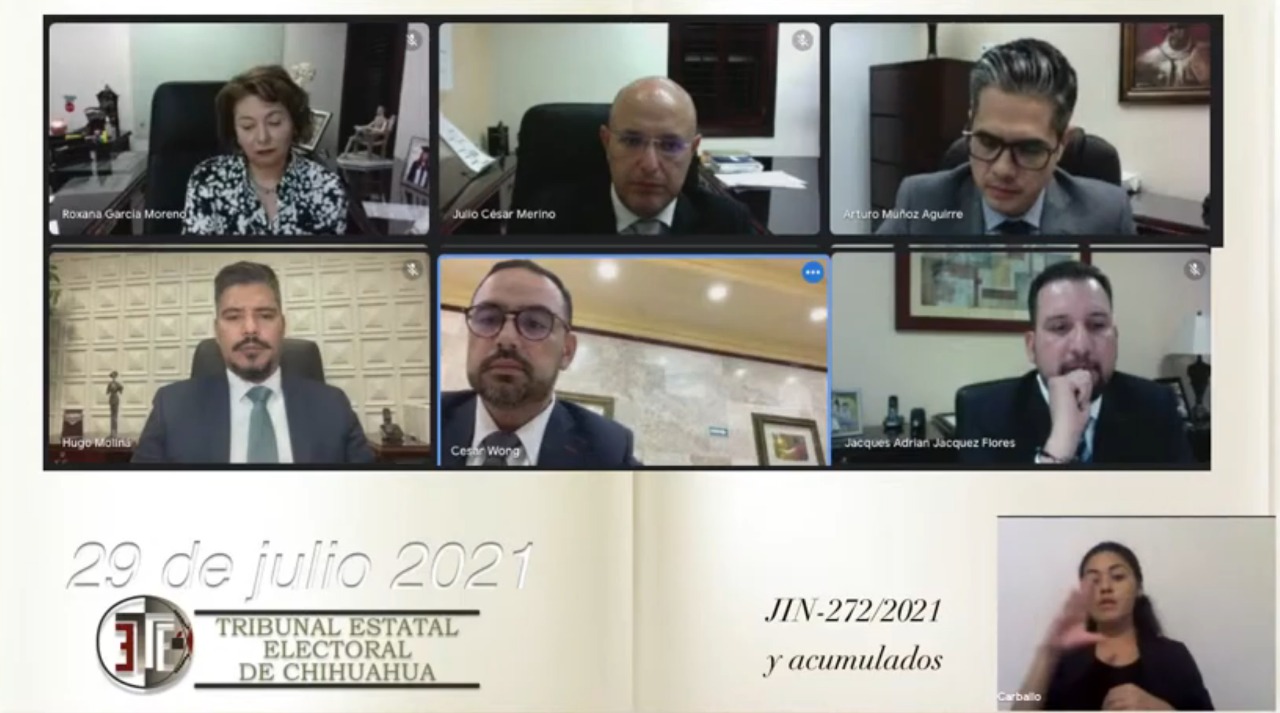 Roxana García Moreno
Julio César Merino
Arturo Muñoz Aguirre
Hugo Molina
Cesar Wong
Jacques Adrian Jacquez Flores
29 de julio 2021
TRIBUNAL ESTATAL
ELECTORAL
DE CHIHUAHUA
JIN-272/2021
y acumulados
Carballo